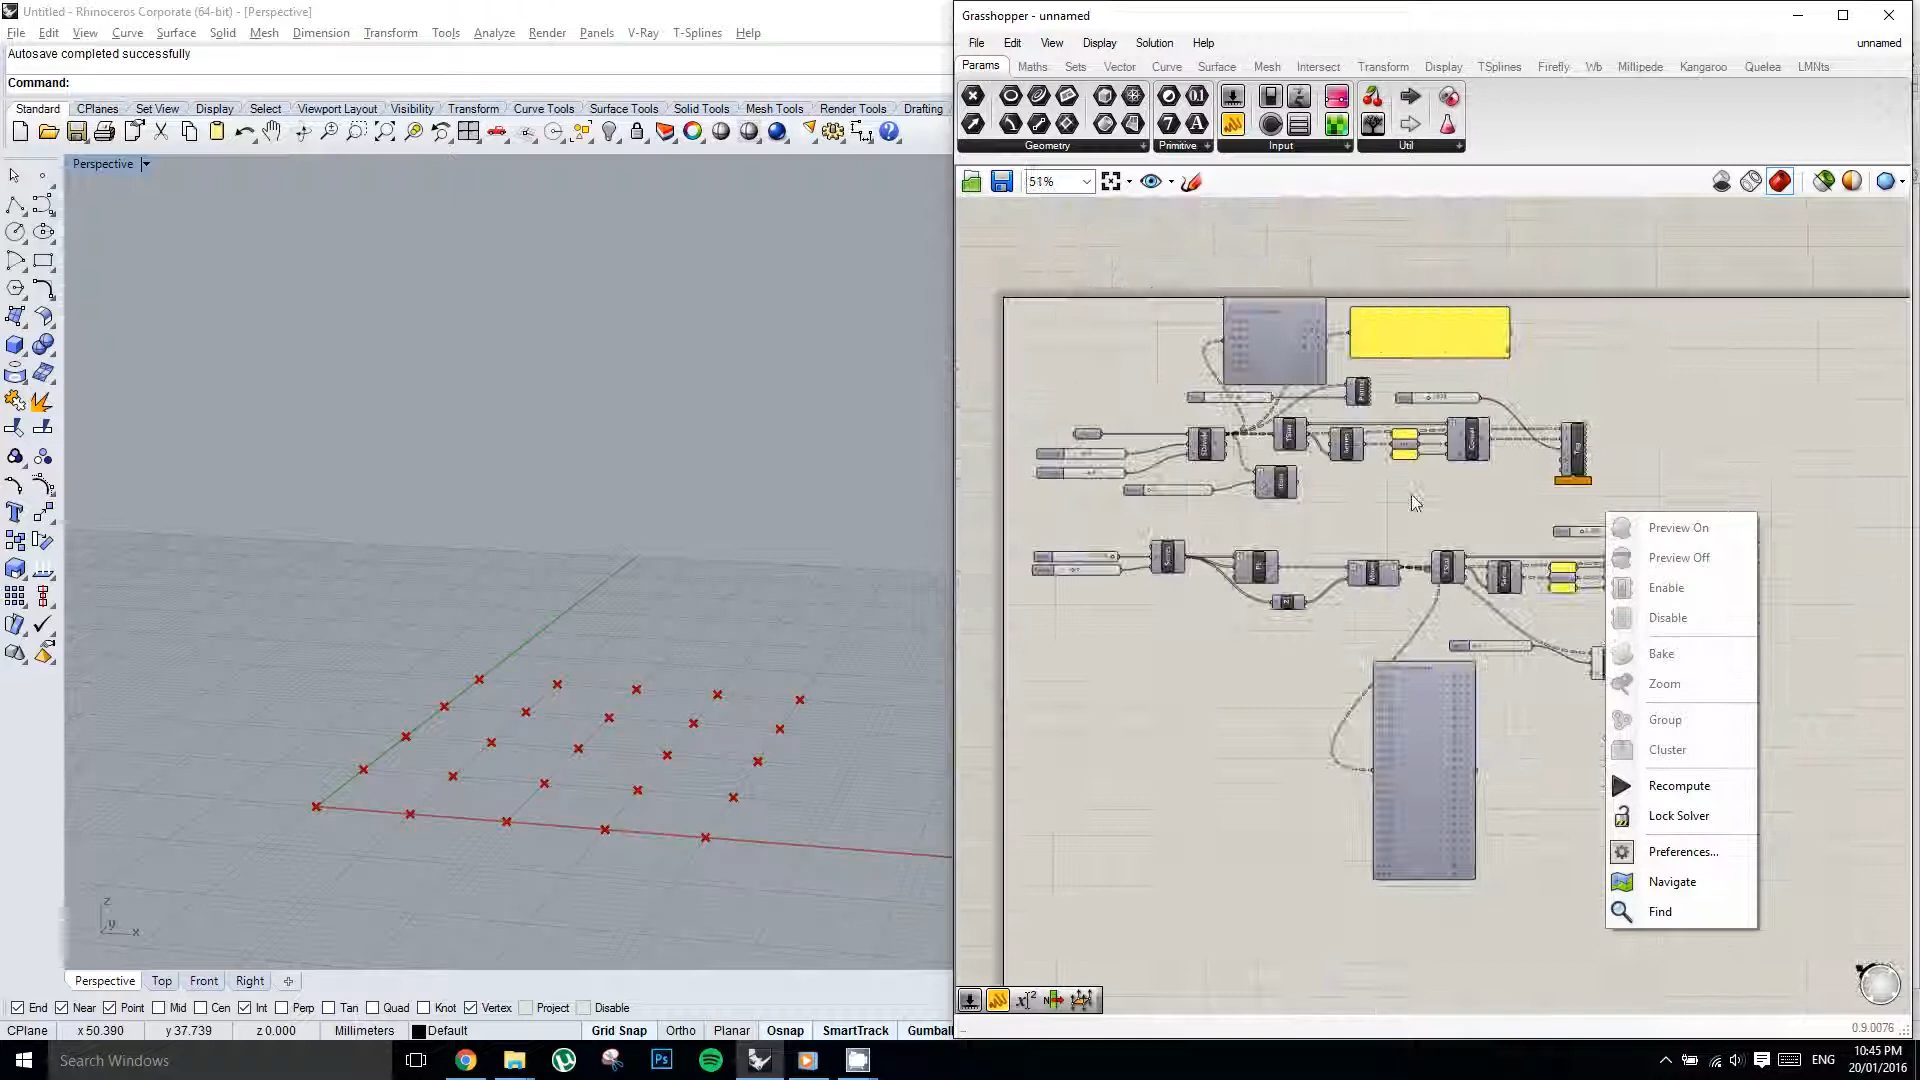 Untitled - Rhinoceros Corporate (64-bit) - [Perspective]
File Edit View Curve Surface Solid Mesh Dimension Transform Tools Analyze Render Panels V-Ray T-Splines Help
Autosave completed successfully
Command:
Standard CPlanes Set View Display Select Viewport Layout Visibility Transform Curve Tools Surface Tools Solid Tools Mesh Tools Render Tools Drafting
Perspective
z
y
x
Perspective Top Front Right
End Near Point Mid Cen Int Perp Tan Quad Knot Vertex Project Disable
CPlane x 50.390 y 37.739 z 0.000 Millimeters Default Grid Snap Ortho Planar Osnap SmartTrack Gumball
Grasshopper - unnamed
File Edit View Display Solution Help unnamed
Params Maths Sets Vector Curve Surface Mesh Intersect Transform Display TSplines Firefly Wb Millipede Kangaroo Quelea LMNts
Geometry Primitive Input Util
51%
Preview On
Preview Off
Enable
Disable
Bake
Zoom
Group
Cluster
Recompute
Lock Solver
Preferences...
Navigate
Find
0.9.0076
Search Windows
ENG
10:45 PM
20/01/2016